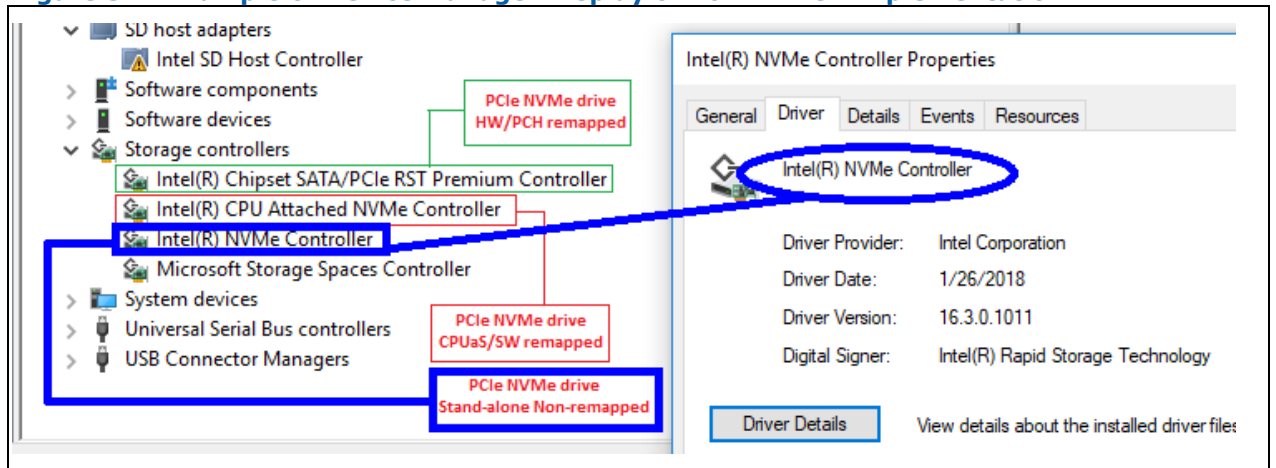 SD host adapters
Intel SD Host Controller
Software components
Software devices
Storage controllers
Intel(R) Chipset SATA/PCIe RST Premium Controller
Intel(R) CPU Attached NVMe Controller
Intel(R) NVMe Controller
Microsoft Storage Spaces Controller
System devices
Universal Serial Bus controllers
USB Connector Managers
PCIe NVMe drive
HW/PCH remapped
PCIe NVMe drive
CPUaS/SW remapped
PCIe NVMe drive
Stand-alone Non-remapped
Intel(R) NVMe Controller Properties
General Driver Details Events Resources
Intel(R) NVMe Controller
Driver Provider: Intel Corporation
Driver Date: 1/26/2018
Driver Version: 16.3.0.1011
Digital Signer: Intel(R) Rapid Storage Technology
Driver Details View details about the installed driver files